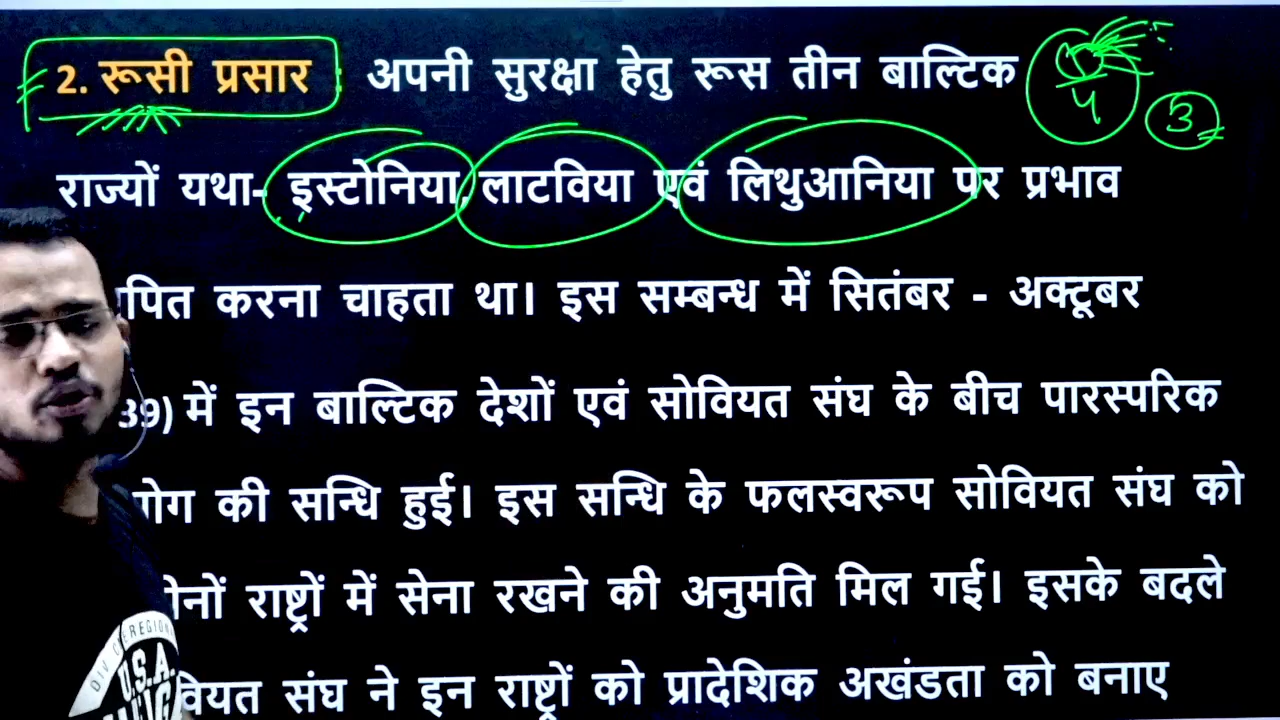 2. रूसी प्रसार अपनी सुरक्षा हेतु रूस तीन बाल्टिक
राज्यों यथा- इस्टोनिया, लाटविया एवं लिथुआनिया पर प्रभाव
करना चाहता था। इस सम्बन्ध में सितंबर - अक्टूबर
39) में इन बाल्टिक देशों एवं सोवियत संघ के बीच पारस्परिक
की सन्धि हुई। इस सन्धि के फलस्वरूप सोवियत संघ को
राष्ट्रों में सेना रखने की अनुमति मिल गई। इसके बदले
संघ ने इन राष्ट्रों को प्रादेशिक अखंडता को बनाए
3
U.S.A.